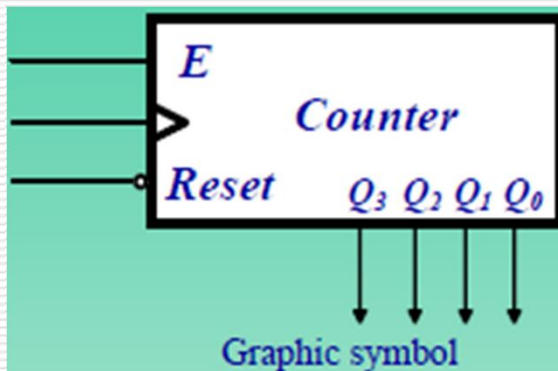 E
Counter
Reset Q₃ Q₂ Q₁ Q₀
Graphic symbol